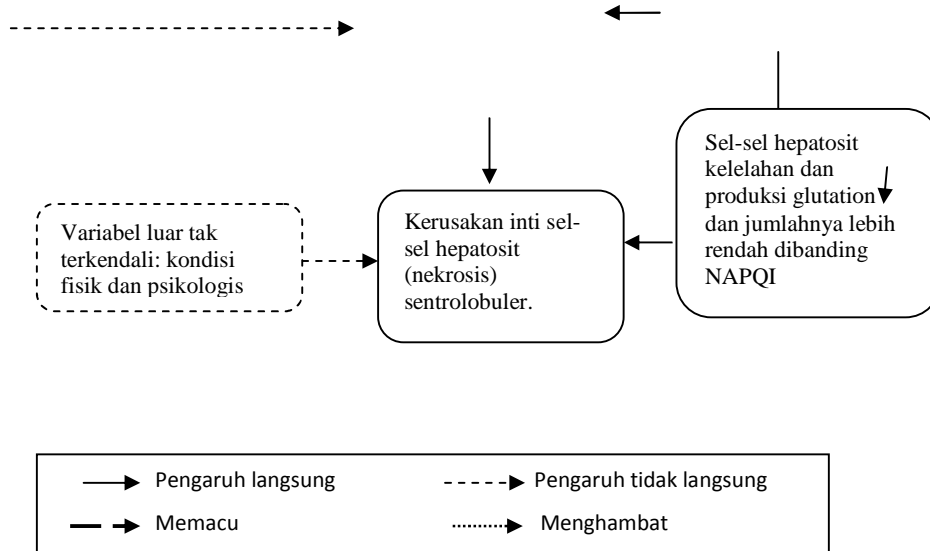 Sel-sel hepatosit
kelelahan dan
produksi glutation
dan jumlahnya lebih
rendah dibanding
NAPQI
Variabel luar tak
terkendali: kondisi
fisik dan psikologis
Kerusakan inti sel-
sel hepatosit
(nekrosis)
sentrolobuler.
Pengaruh langsung
Pengaruh tidak langsung
Memacu
Menghambat